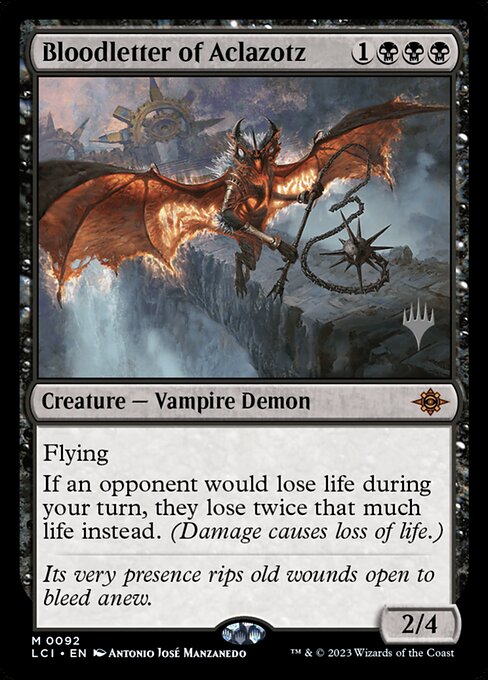 Bloodletter of Aclazotz 1
Creature — Vampire Demon
Flying
If an opponent would lose life during
your turn, they lose twice that much
life instead. (Damage causes loss of life.)
Its very presence rips old wounds open to
bleed anew.
2/4
M 0092
LCI • EN Antonio José Manzanedo
™ & © 2023 Wizards of the Coast